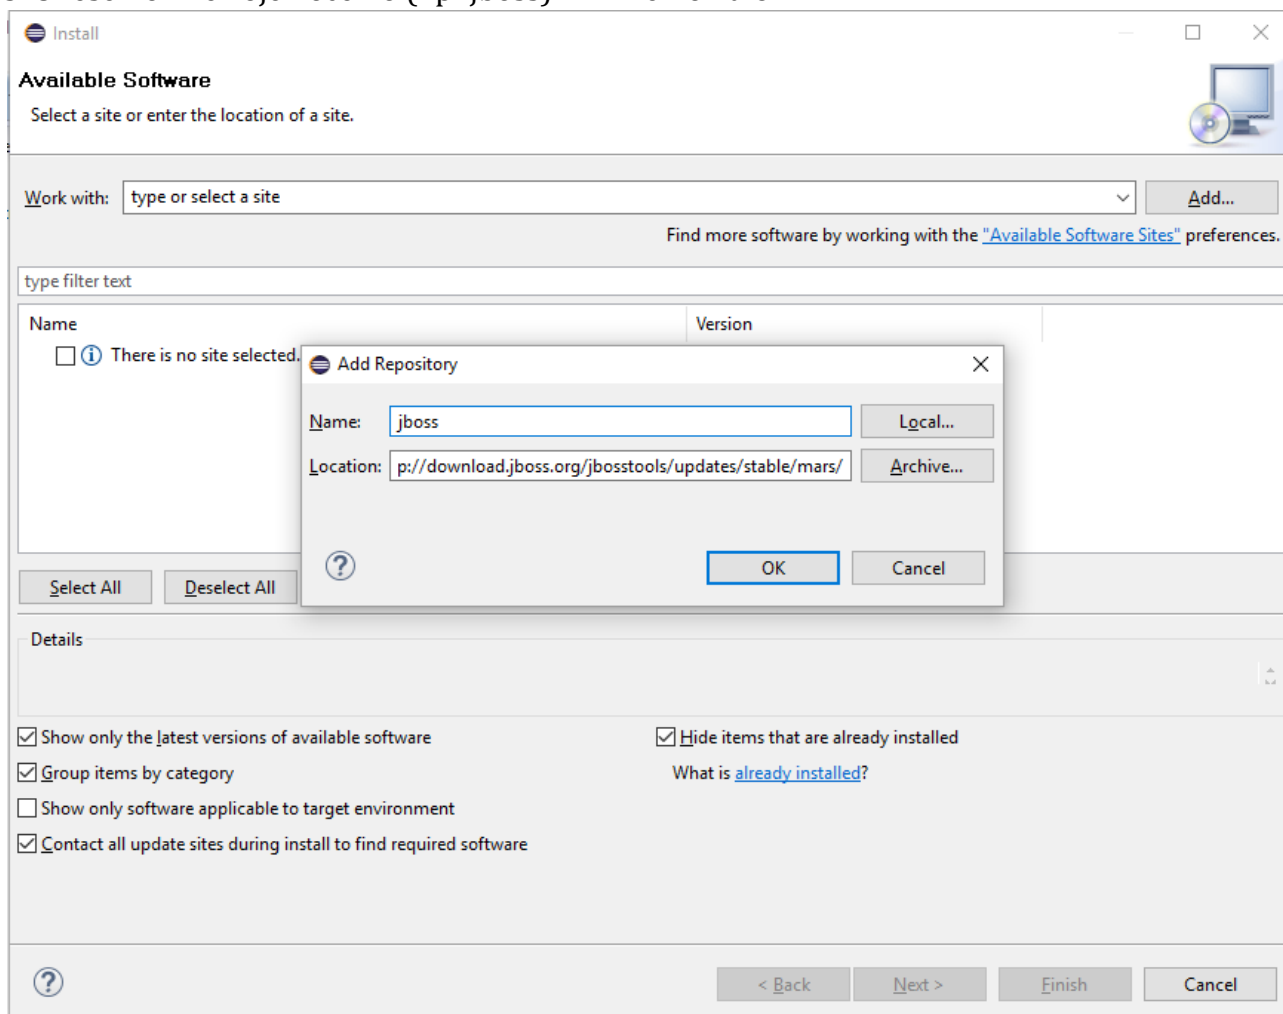 Install
Available Software
Select a site or enter the location of a site.
Work with: type or select a site Add...
Find more software by working with the "Available Software Sites" preferences.
type filter text
Name Version
There is no site selected.
Add Repository
Name: jboss Local...
Location: p://download.jboss.org/jbosstools/updates/stable/mars/ Archive...
OK Cancel
Select All Deselect All
Details
Show only the latest versions of available software Hide items that are already installed
Group items by category What is already installed?
Show only software applicable to target environment
Contact all update sites during install to find required software
< Back Next > Finish Cancel